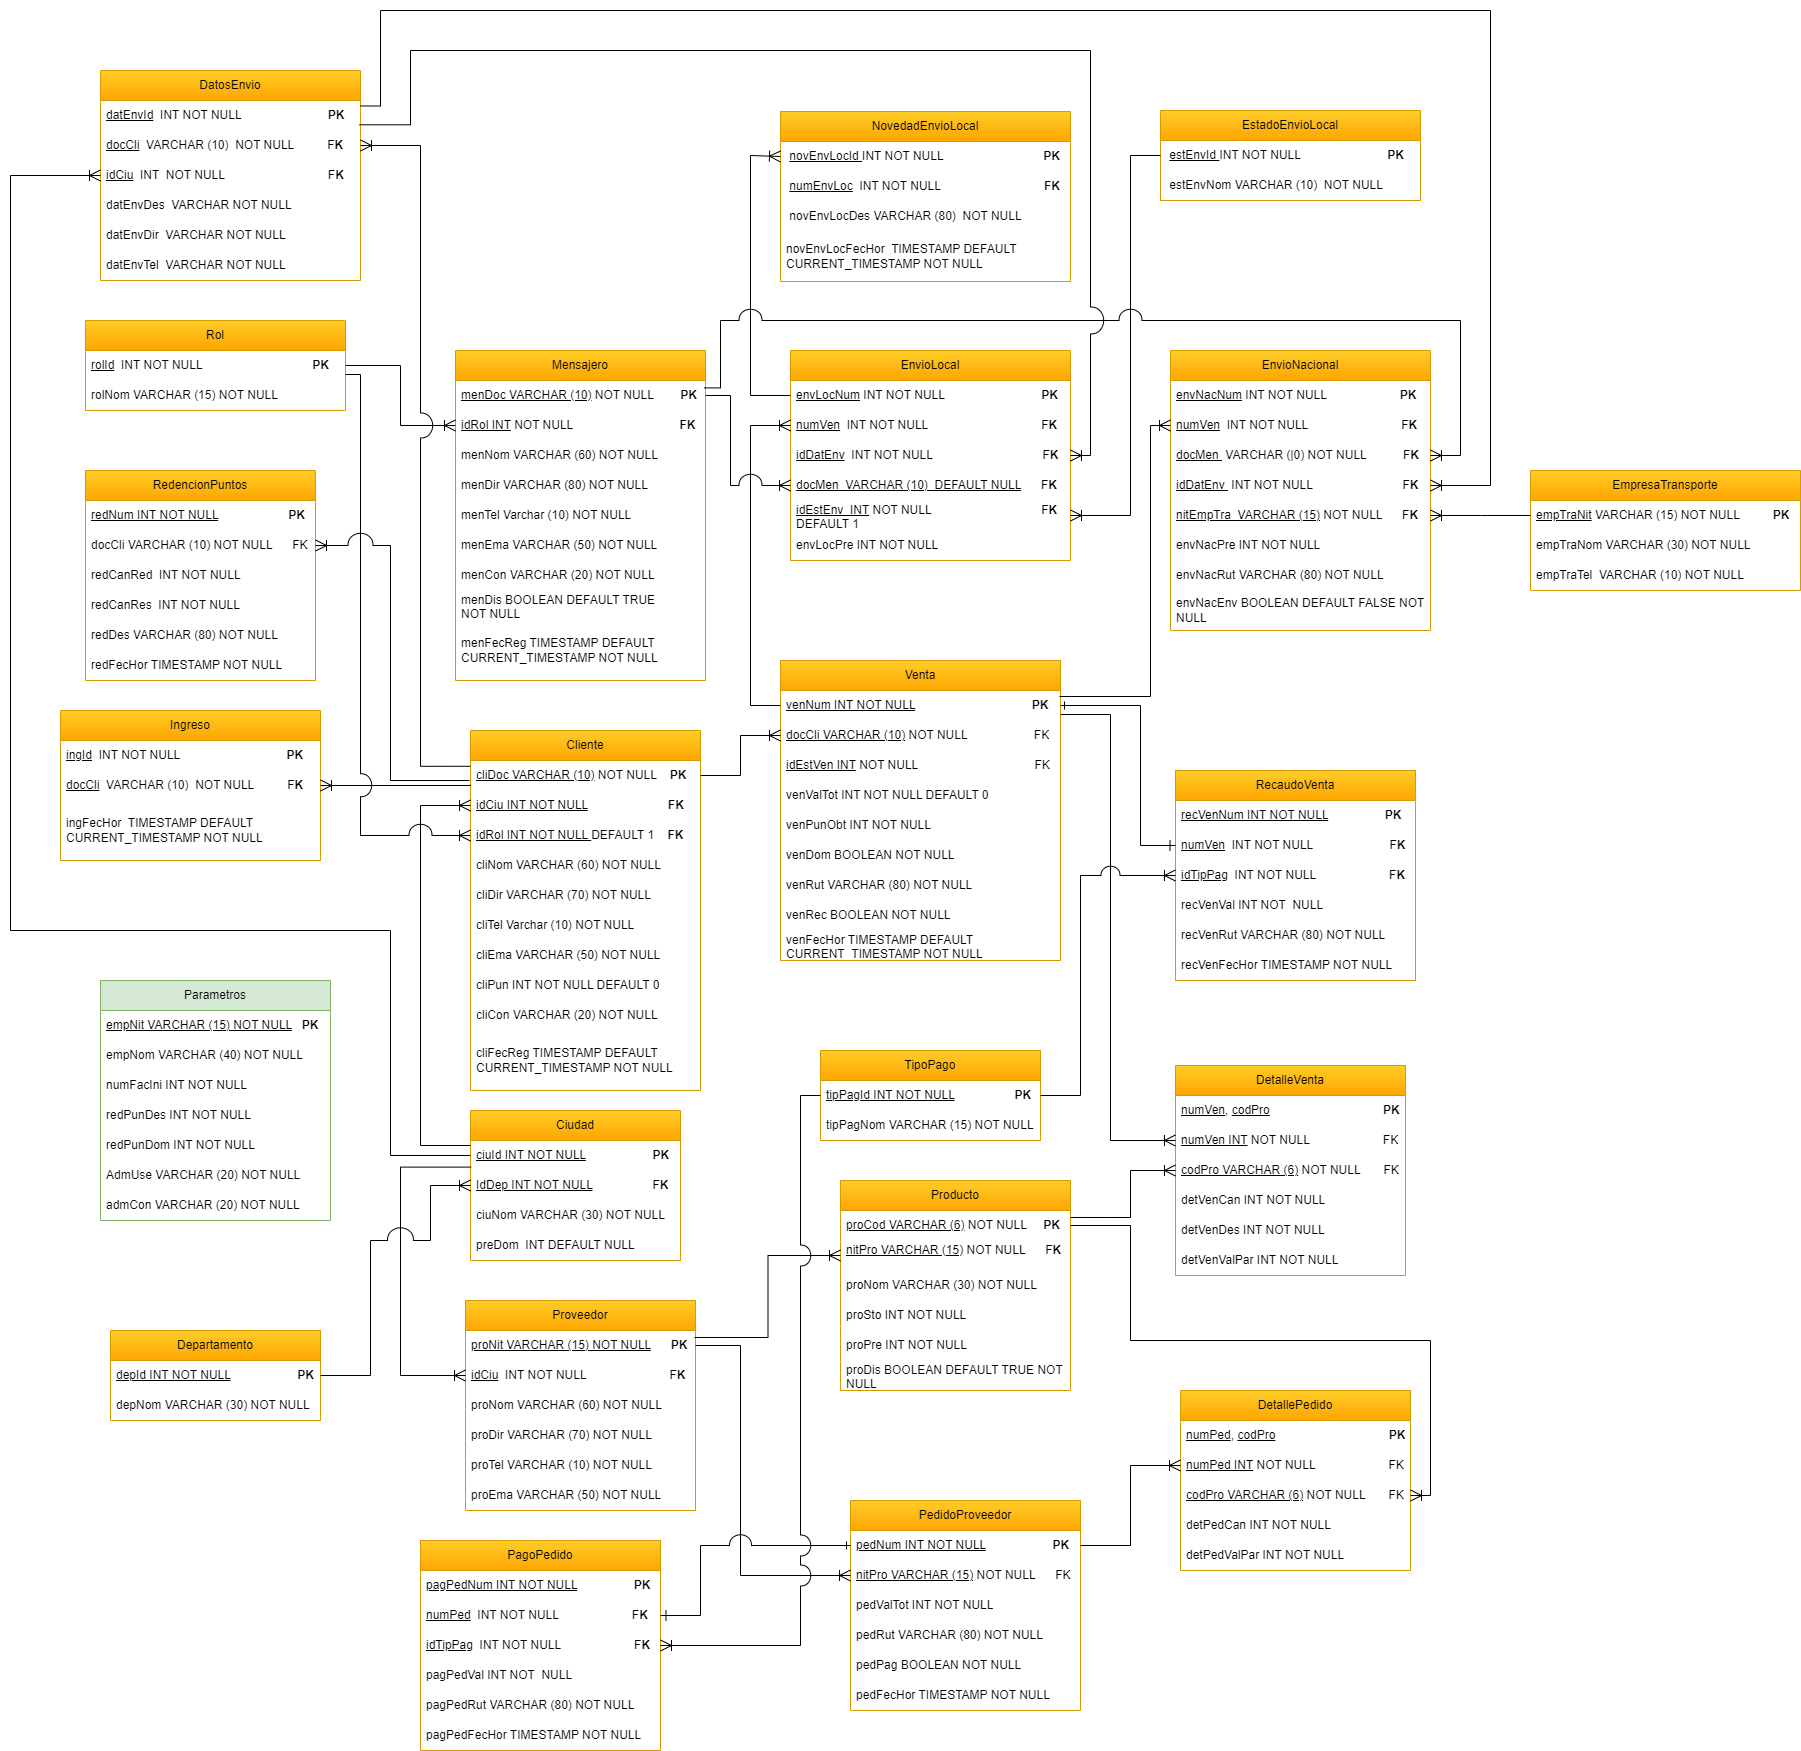 DatosEnvio
datEnvId INT NOT NULL PK
docCli VARCHAR (10) NOT NULL FK
idCiu INT NOT NULL FK
datEnvDes VARCHAR NOT NULL
datEnvDir VARCHAR NOT NULL
datEnvTel VARCHAR NOT NULL
NovedadEnvioLocal
novEnvLocId INT NOT NULL PK
numEnvLoc INT NOT NULL FK
novEnvLocDes VARCHAR (80) NOT NULL
novEnvLocFecHor TIMESTAMP DEFAULT
CURRENT_TIMESTAMP NOT NULL
EstadoEnvioLocal
estEnvId INT NOT NULL PK
estEnvNom VARCHAR (10) NOT NULL
Rol
rolId INT NOT NULL PK
rolNom VARCHAR (15) NOT NULL
Mensajero
menDoc VARCHAR (10) NOT NULL PK
idRol INT NOT NULL FK
menNom VARCHAR (60) NOT NULL
menDir VARCHAR (80) NOT NULL
menTel Varchar (10) NOT NULL
menEma VARCHAR (50) NOT NULL
menCon VARCHAR (20) NOT NULL
menDis BOOLEAN DEFAULT TRUE
NOT NULL
menFecReg TIMESTAMP DEFAULT
CURRENT_TIMESTAMP NOT NULL
EnvioLocal
envLocNum INT NOT NULL PK
numVen INT NOT NULL FK
idDatEnv INT NOT NULL FK
docMen VARCHAR (10) DEFAULT NULL FK
idEstEnv INT NOT NULL FK
DEFAULT 1
envLocPre INT NOT NULL
EnvioNacional
envNacNum INT NOT NULL PK
numVen INT NOT NULL FK
docMen VARCHAR (|0) NOT NULL FK
idDatEnv INT NOT NULL FK
nitEmpTra VARCHAR (15) NOT NULL FK
envNacPre INT NOT NULL
envNacRut VARCHAR (80) NOT NULL
envNacEnv BOOLEAN DEFAULT FALSE NOT
NULL
EmpresaTransporte
empTraNit VARCHAR (15) NOT NULL PK
empTraNom VARCHAR (30) NOT NULL
empTraTel VARCHAR (10) NOT NULL
RedencionPuntos
redNum INT NOT NULL PK
docCli VARCHAR (10) NOT NULL FK
redCanRed INT NOT NULL
redCanRes INT NOT NULL
redDes VARCHAR (80) NOT NULL
redFecHor TIMESTAMP NOT NULL
Ingreso
ingId INT NOT NULL PK
docCli VARCHAR (10) NOT NULL FK
ingFecHor TIMESTAMP DEFAULT
CURRENT_TIMESTAMP NOT NULL
Cliente
cliDoc VARCHAR (10) NOT NULL PK
idCiu INT NOT NULL FK
idRol INT NOT NULL DEFAULT 1 FK
cliNom VARCHAR (60) NOT NULL
cliDir VARCHAR (70) NOT NULL
cliTel Varchar (10) NOT NULL
cliEma VARCHAR (50) NOT NULL
cliPun INT NOT NULL DEFAULT 0
cliCon VARCHAR (20) NOT NULL
cliFecReg TIMESTAMP DEFAULT
CURRENT_TIMESTAMP NOT NULL
Venta
venNum INT NOT NULL PK
docCli VARCHAR (10) NOT NULL FK
idEstVen INT NOT NULL FK
venValTot INT NOT NULL DEFAULT 0
venPunObt INT NOT NULL
venDom BOOLEAN NOT NULL
venRut VARCHAR (80) NOT NULL
venRec BOOLEAN NOT NULL
venFecHor TIMESTAMP DEFAULT
CURRENT_TIMESTAMP NOT NULL
RecaudoVenta
recVenNum INT NOT NULL PK
numVen INT NOT NULL FK
idTipPag INT NOT NULL FK
recVenVal INT NOT NULL
recVenRut VARCHAR (80) NOT NULL
recVenFecHor TIMESTAMP NOT NULL
Parametros
empNit VARCHAR (15) NOT NULL PK
empNom VARCHAR (40) NOT NULL
numFacIni INT NOT NULL
redPunDes INT NOT NULL
redPunDom INT NOT NULL
AdmUse VARCHAR (20) NOT NULL
admCon VARCHAR (20) NOT NULL
TipoPago
tipPagId INT NOT NULL PK
tipPagNom VARCHAR (15) NOT NULL
DetalleVenta
numVen, codPro PK
numVen INT NOT NULL FK
codPro VARCHAR (6) NOT NULL FK
detVenCan INT NOT NULL
detVenDes INT NOT NULL
detVenValPar INT NOT NULL
Ciudad
ciuId INT NOT NULL PK
IdDep INT NOT NULL FK
ciuNom VARCHAR (30) NOT NULL
preDom INT DEFAULT NULL
Producto
proCod VARCHAR (6) NOT NULL PK
nitPro VARCHAR (15) NOT NULL FK
proNom VARCHAR (30) NOT NULL
proSto INT NOT NULL
proPre INT NOT NULL
proDis BOOLEAN DEFAULT TRUE NOT
NULL
Departamento
depId INT NOT NULL PK
depNom VARCHAR (30) NOT NULL
Proveedor
proNit VARCHAR (15) NOT NULL PK
idCiu INT NOT NULL FK
proNom VARCHAR (60) NOT NULL
proDir VARCHAR (70) NOT NULL
proTel VARCHAR (10) NOT NULL
proEma VARCHAR (50) NOT NULL
DetallePedido
numPed, codPro PK
numPed INT NOT NULL FK
codPro VARCHAR (6) NOT NULL FK
detPedCan INT NOT NULL
detPedValPar INT NOT NULL
PagoPedido
pagPedNum INT NOT NULL PK
numPed INT NOT NULL FK
idTipPag INT NOT NULL FK
pagPedVal INT NOT NULL
pagPedRut VARCHAR (80) NOT NULL
pagPedFecHor TIMESTAMP NOT NULL
PedidoProveedor
pedNum INT NOT NULL PK
nitPro VARCHAR (15) NOT NULL FK
pedValTot INT NOT NULL
pedRut VARCHAR (80) NOT NULL
pedPag BOOLEAN NOT NULL
pedFecHor TIMESTAMP NOT NULL